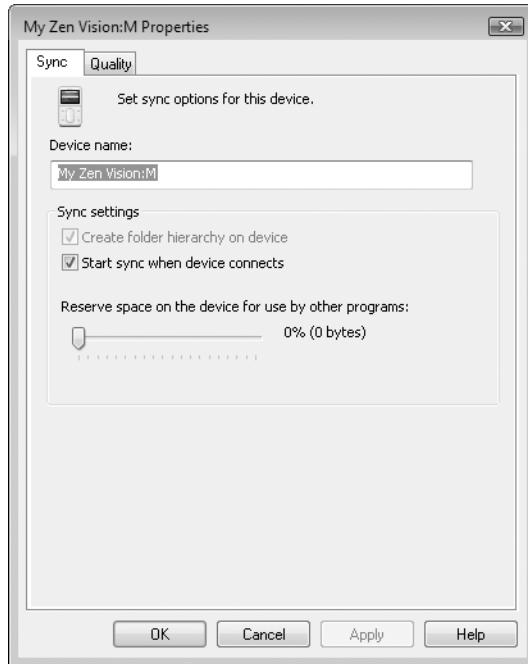 My Zen Vision:M Properties
Sync
Quality
Set sync options for this device.
Device name:
My Zen Vision:M
Sync settings
Create folder hierarchy on device
Start sync when device connects
Reserve space on the device for use by other programs:
0% (0 bytes)
OK
Cancel
Apply
Help